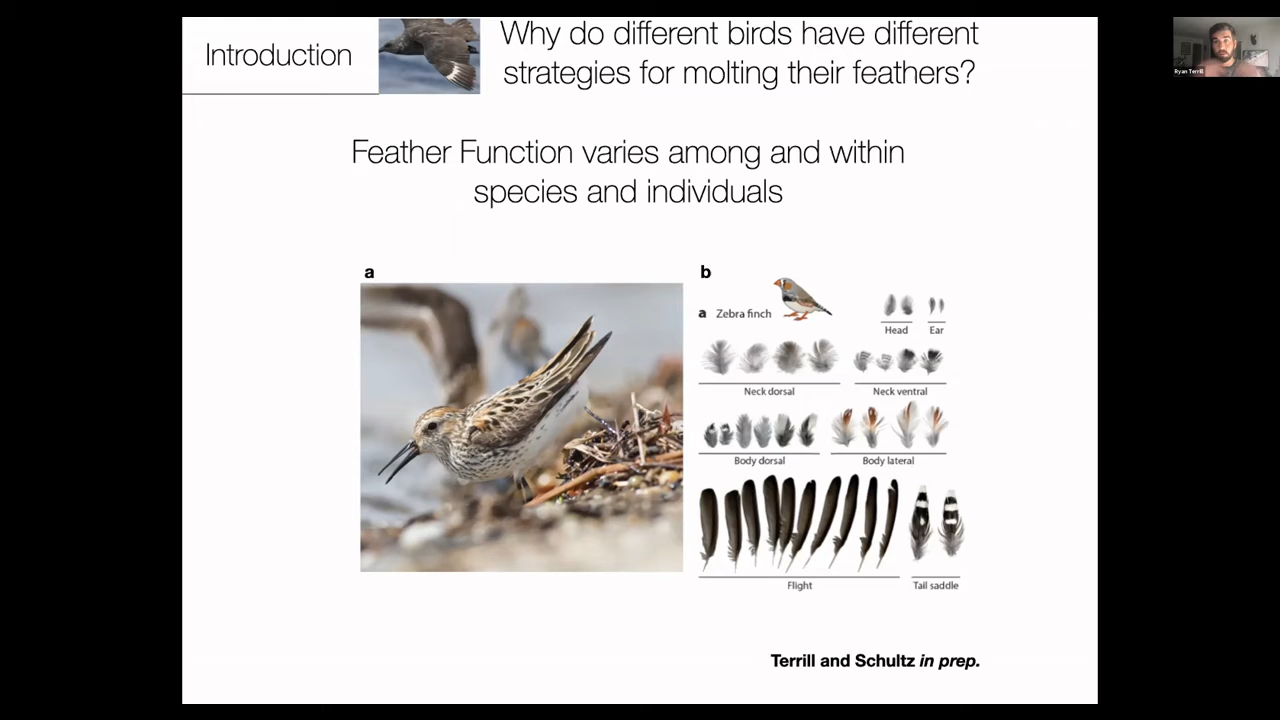 Introduction
Why do different birds have different
strategies for molting their feathers?
Ryan Terrill
Feather Function varies among and within
species and individuals
a
b
a Zebra finch
Head
Ear
Neck dorsal
Neck ventral
Body dorsal
Body lateral
Flight
Tail saddle
Terrill and Schultz in prep.